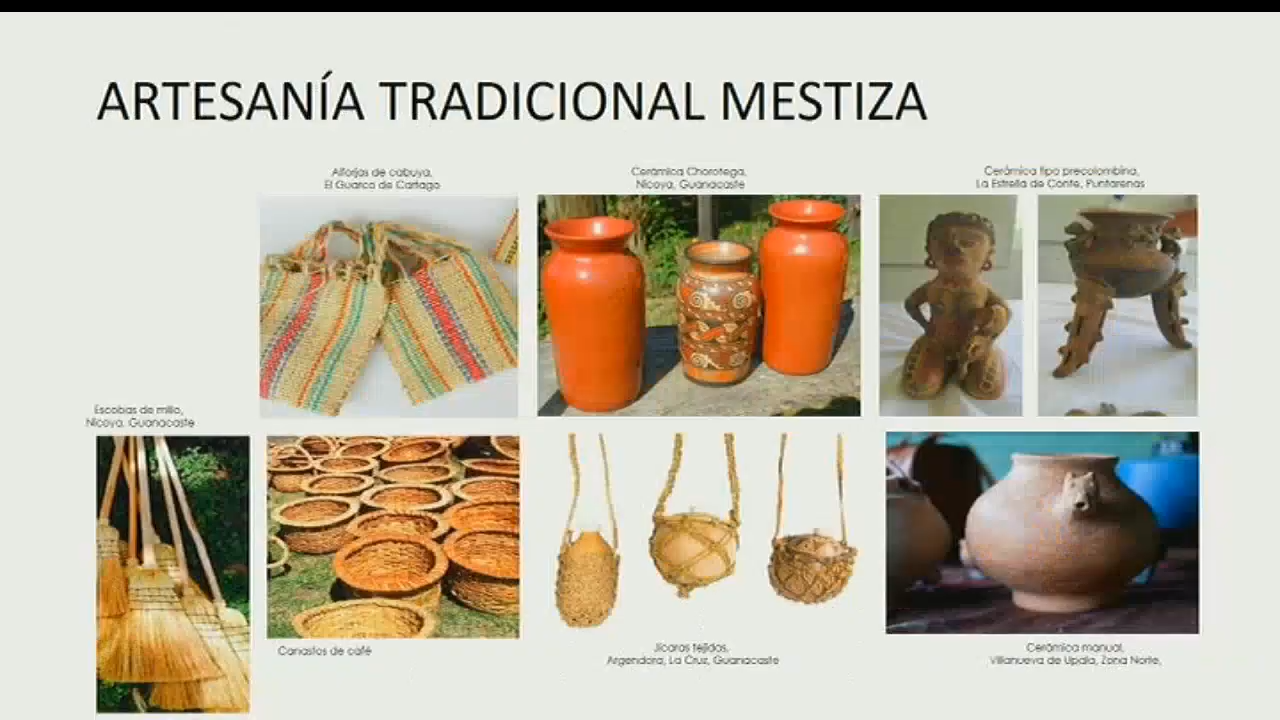 ARTESANÍA TRADICIONAL MESTIZA
Alforjas de cabuya,
El Guarco de Cartago
Cerámica Chorotega,
Nicoya, Guanacaste
Cerámica tipo precolombina,
La Estrella de Conte, Puntarenas
Escobas de millo,
Nicoya, Guanacaste
Canastos de café
Jícaras tejidas,
Argendora, La Cruz, Guanacaste
Cerámica manual,
Villanueva de Upala, Zona Norte,